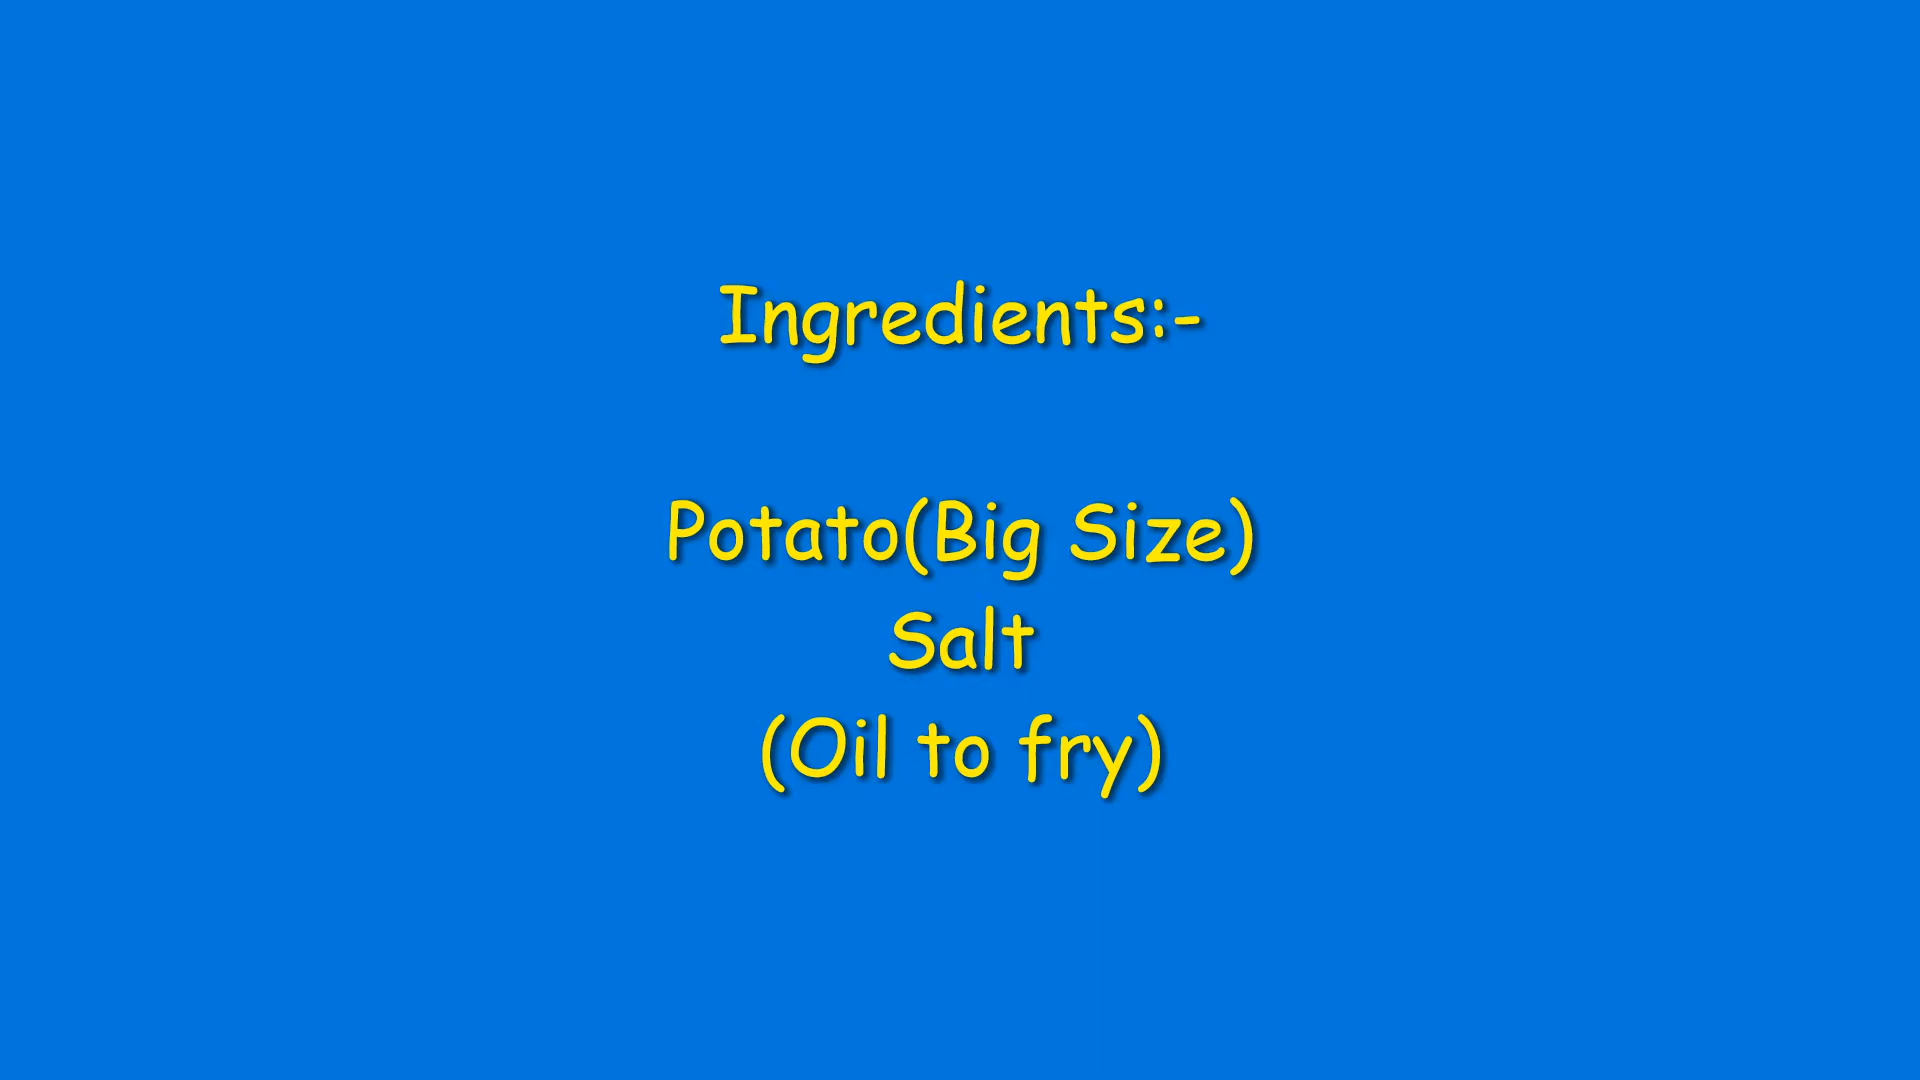 Ingredients:-
Potato(Big Size)
Salt
(Oil to fry)